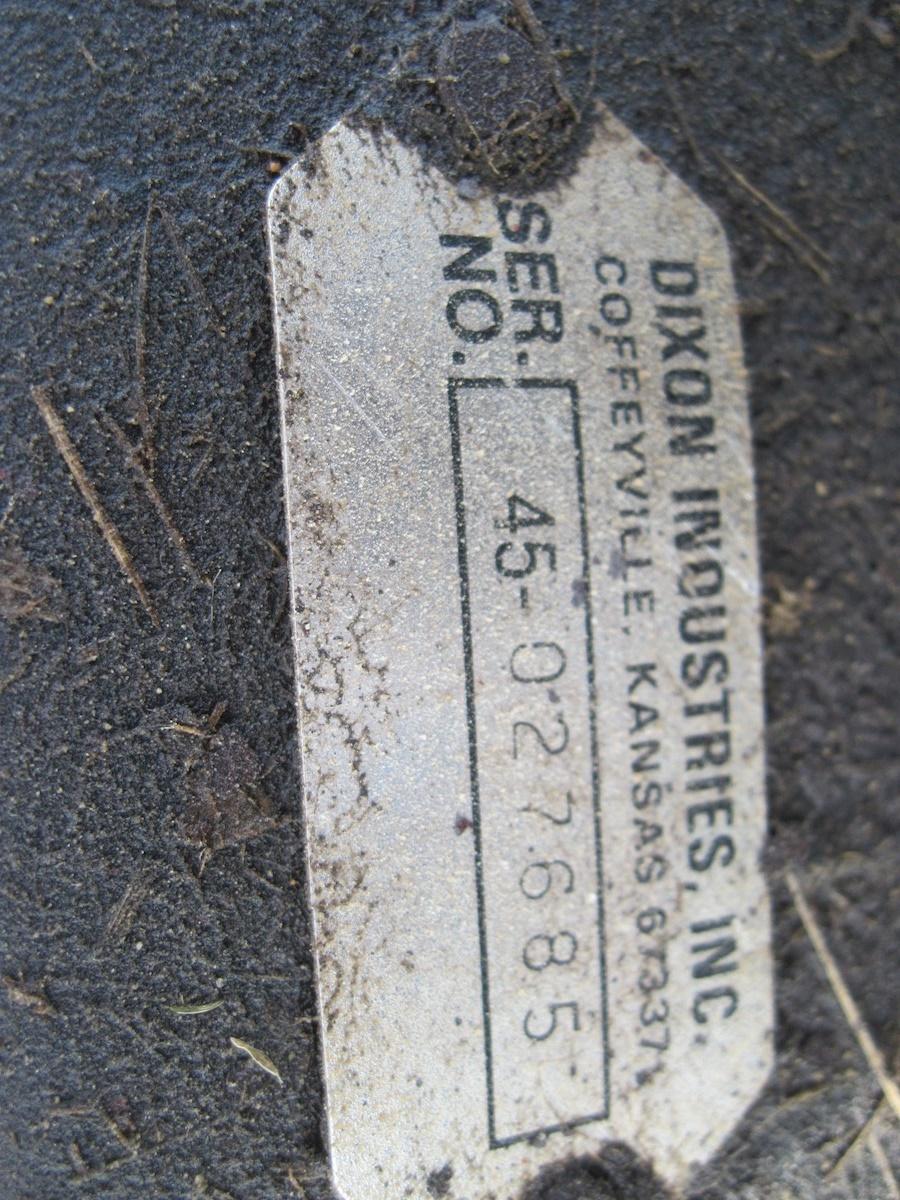 DIXON INDUSTRIES, INC.
COFFEYVILLE, KANSAS 67337
SER.
NO.
45-027685